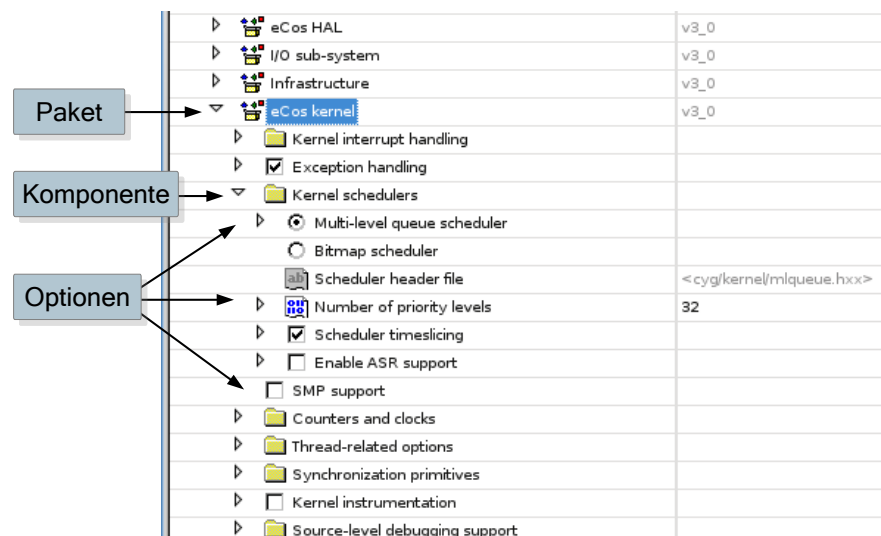 eCos HAL v3_0
I/O sub-system v3_0
Infrastructure v3_0
Paket eCos kernel v3_0
Kernel interrupt handling
Exception handling
Komponente Kernel schedulers
Multi-level queue scheduler
Bitmap scheduler
ab Scheduler header file <cyg/kernel/mlqueue.hxx>
Optionen Number of priority levels 32
Scheduler timeslicing
Enable ASR support
SMP support
Counters and clocks
Thread-related options
Synchronization primitives
Kernel instrumentation
Source-level debugging support